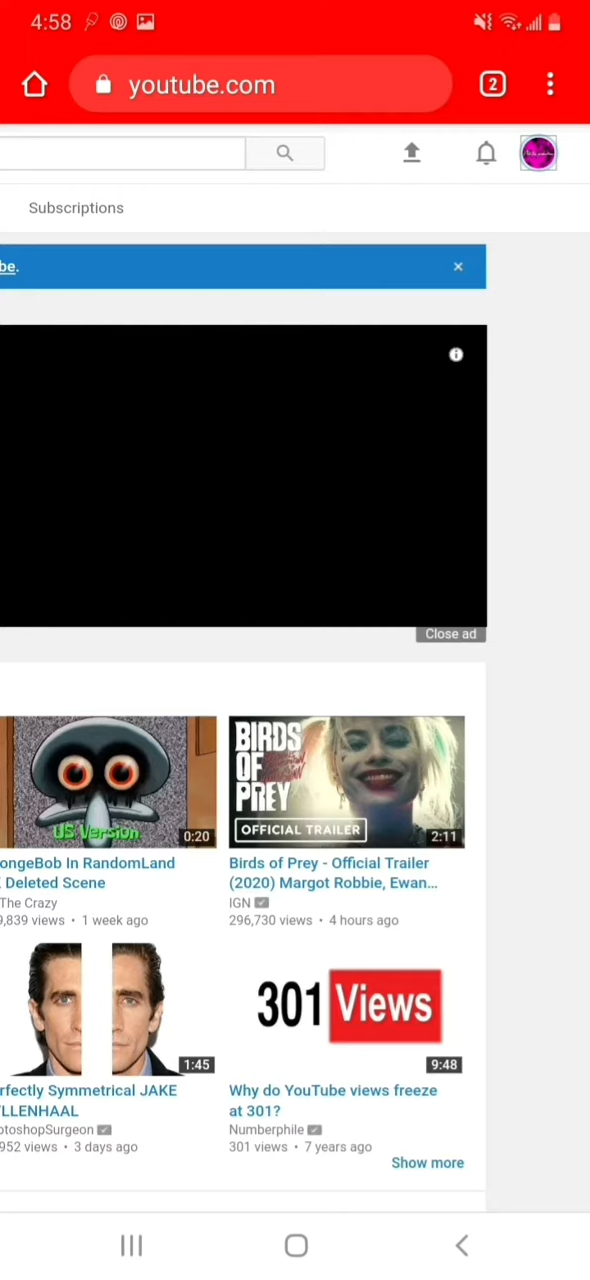 4:58
youtube.com
2
Subscriptions
be.
×
Close ad
US Version
0:20
ongeBob In RandomLand
Deleted Scene
The Crazy
9,839 views • 1 week ago
BIRDS
OF
PREY
OFFICIAL TRAILER
2:11
Birds of Prey - Official Trailer
(2020) Margot Robbie, Ewan...
IGN
296,730 views • 4 hours ago
1:45
rfectly Symmetrical JAKE
YLLENHAAL
otoshopSurgeon
952 views • 3 days ago
301 Views
9:48
Why do YouTube views freeze
at 301?
Numberphile
301 views • 7 years ago
Show more